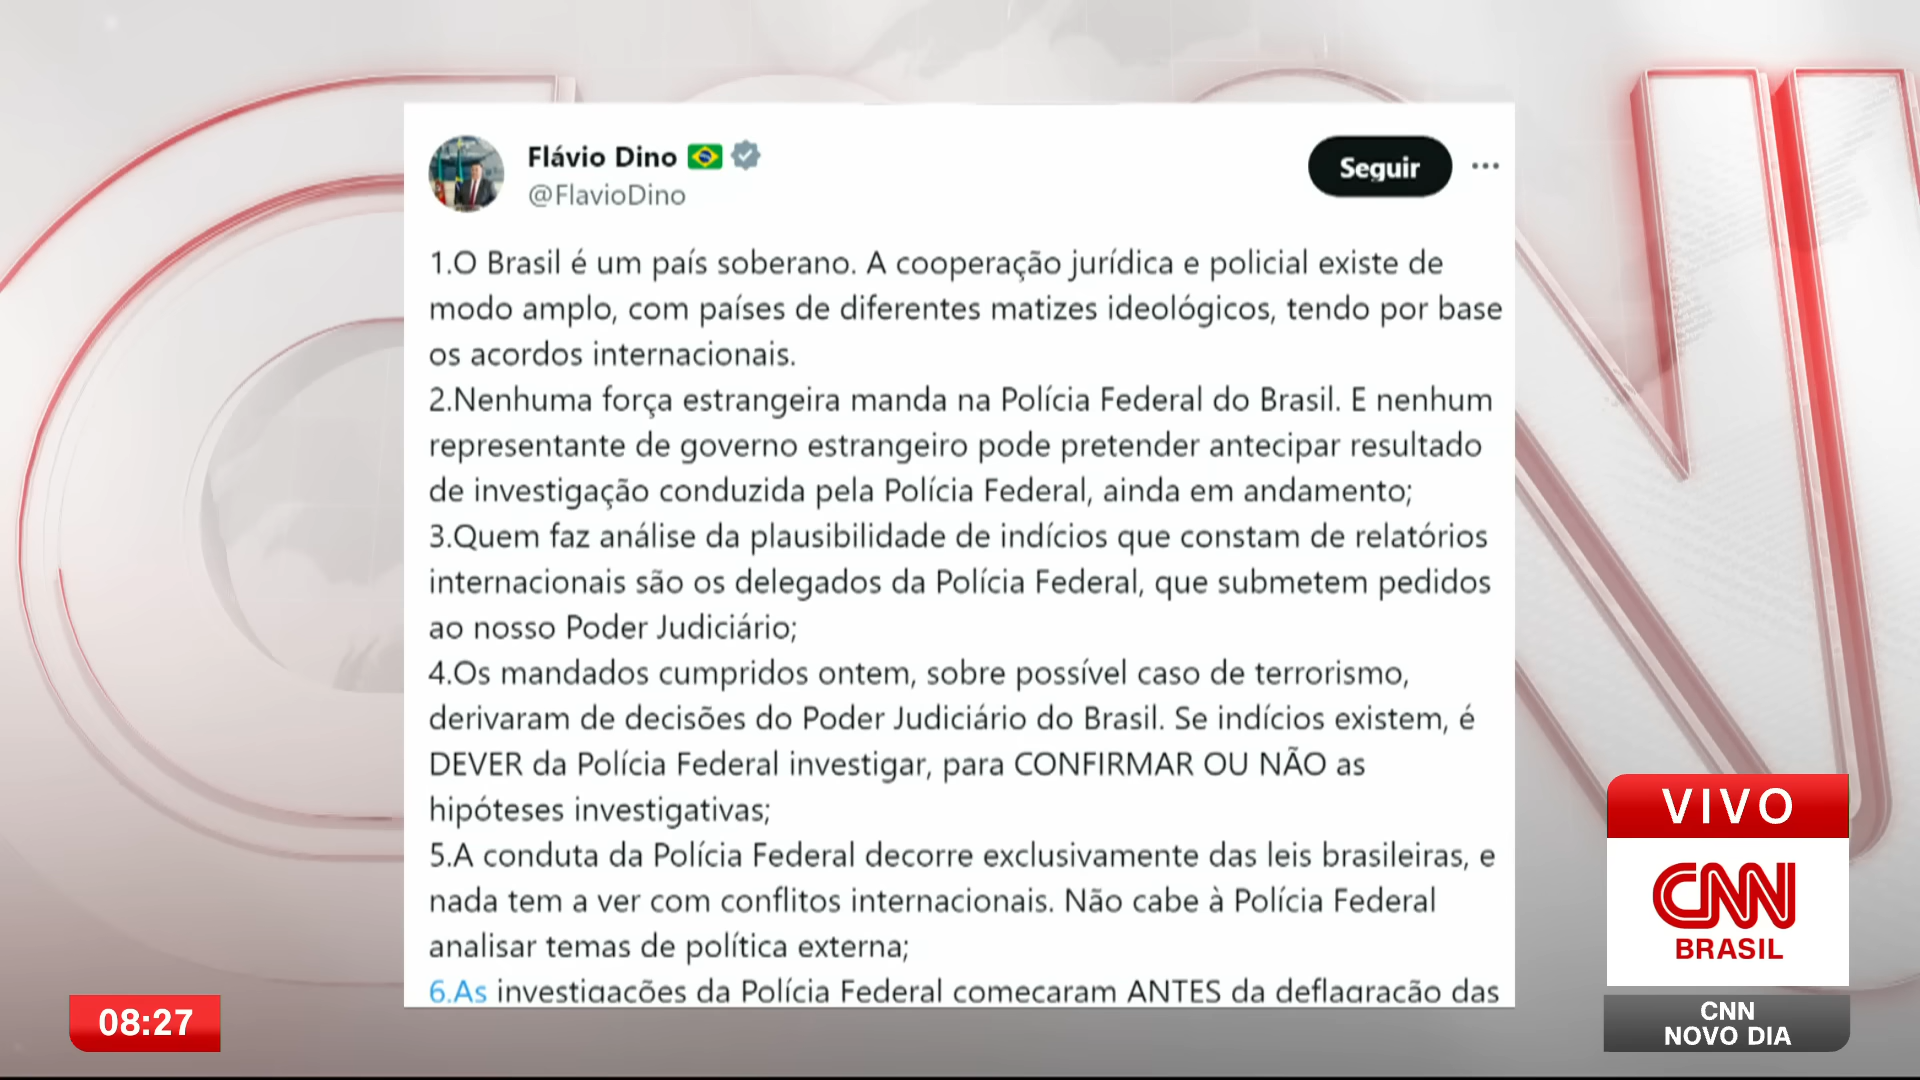 Flávio Dino
@FlavioDino
Seguir
1.O Brasil é um país soberano. A cooperação jurídica e policial existe de
modo amplo, com países de diferentes matizes ideológicos, tendo por base
os acordos internacionais.
2.Nenhuma força estrangeira manda na Polícia Federal do Brasil. E nenhum
representante de governo estrangeiro pode pretender antecipar resultado
de investigação conduzida pela Polícia Federal, ainda em andamento;
3.Quem faz análise da plausibilidade de indícios que constam de relatórios
internacionais são os delegados da Polícia Federal, que submetem pedidos
ao nosso Poder Judiciário;
4.Os mandados cumpridos ontem, sobre possível caso de terrorismo,
derivaram de decisões do Poder Judiciário do Brasil. Se indícios existem, é
DEVER da Polícia Federal investigar, para CONFIRMAR OU NÃO as
hipóteses investigativas;
5.A conduta da Polícia Federal decorre exclusivamente das leis brasileiras, e
nada tem a ver com conflitos internacionais. Não cabe à Polícia Federal
analisar temas de política externa;
6.As investigações da Polícia Federal começaram ANTES da deflagração das
VIVO
CNN
BRASIL
CNN
NOVO DIA
08:27